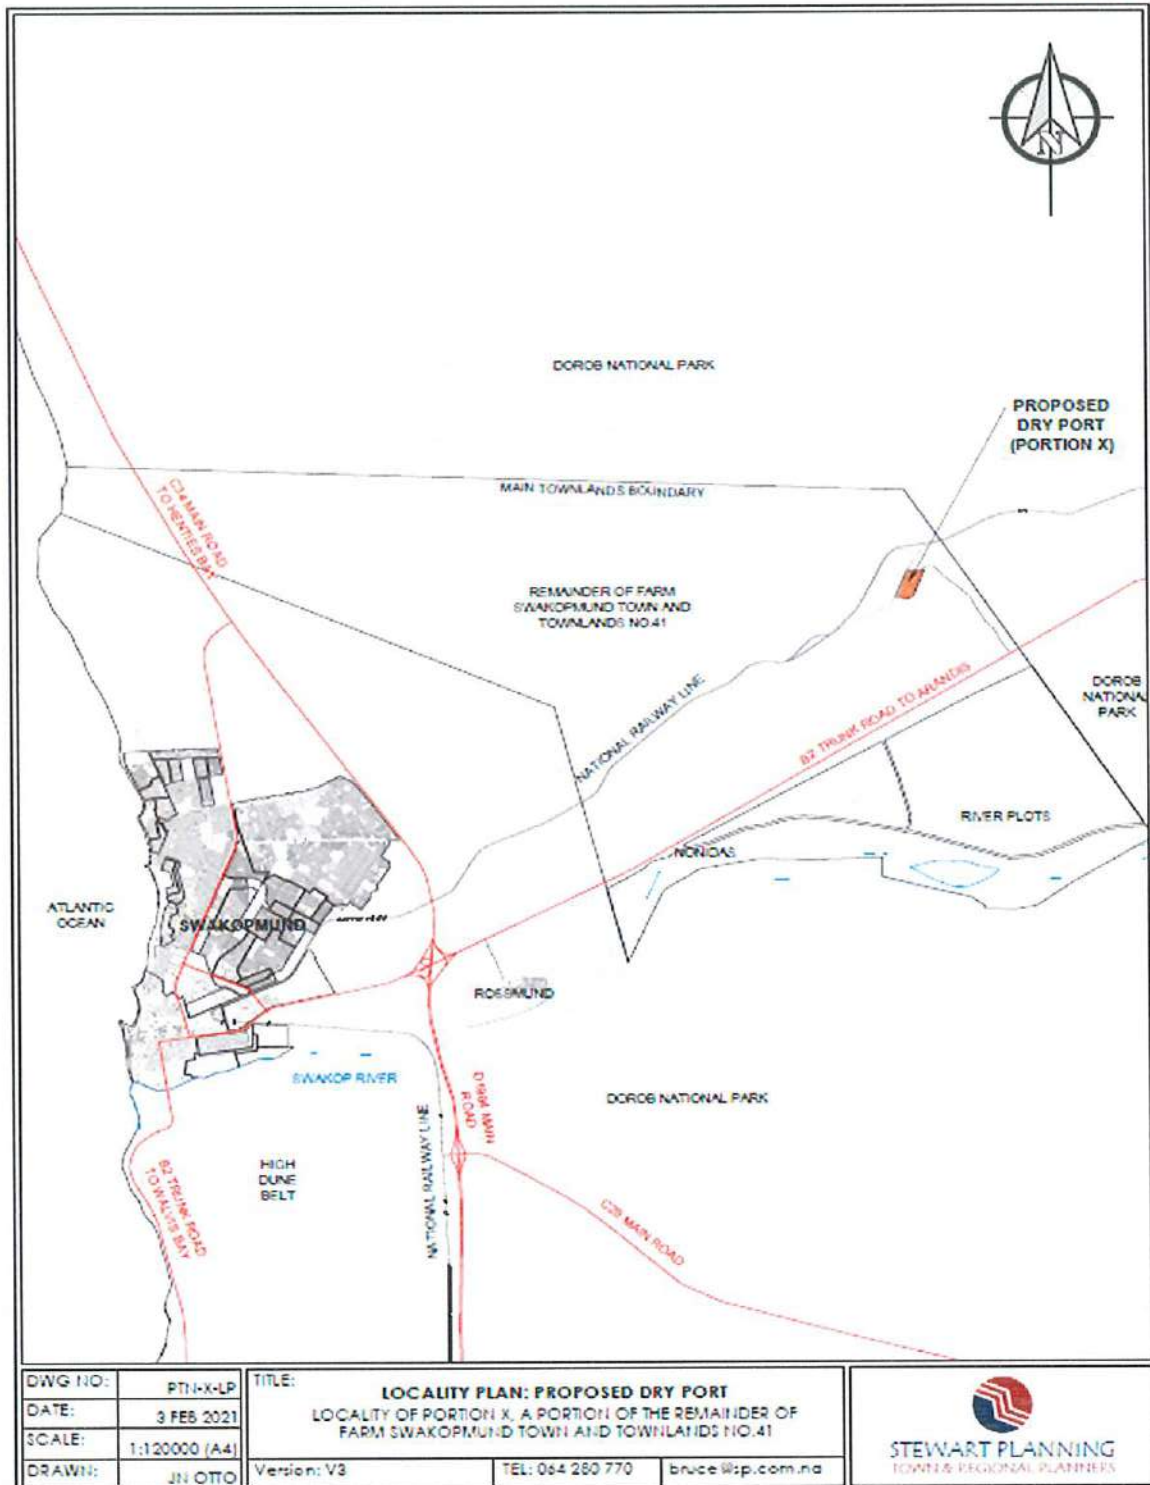 N
DOROB NATIONAL PARK
PROPOSED
DRY PORT
(PORTION X)
MAIN TOWNLANDS BOUNDARY
C34 MAIN ROAD
TO HENTIES BAY
REMAINDER OF FARM
SWAKOPMUND TOWN AND
TOWNLANDS NO.41
NATIONAL RAILWAY LINE
B2 TRUNK ROAD TO ARANDIS
DOROB
NATIONAL
PARK
RIVER PLOTS
NONIDAS
ATLANTIC
OCEAN
SWAKOPMUND
ROSSMUND
SWAKOP RIVER
D1984 MAIN
ROAD
DOROB NATIONAL PARK
HIGH
DUNE
BELT
NATIONAL RAILWAY LINE
B2 TRUNK ROAD
TO WALVIS BAY
C28 MAIN ROAD
DWG NO: PTN-X-LP
DATE: 3 FEB 2021
SCALE: 1:120000 (A4)
DRAWN: JN OTTO
TITLE:
LOCALITY PLAN: PROPOSED DRY PORT
LOCALITY OF PORTION X, A PORTION OF THE REMAINDER OF
FARM SWAKOPMUND TOWN AND TOWNLANDS NO.41
Version: V3 TEL: 064 280 770 bruce@sp.com.na
STEWART PLANNING
TOWN & REGIONAL PLANNERS